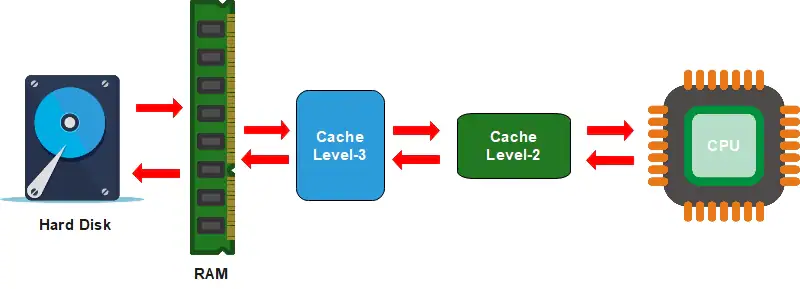 Hard Disk
RAM
Cache
Level-3
Cache
Level-2
CPU